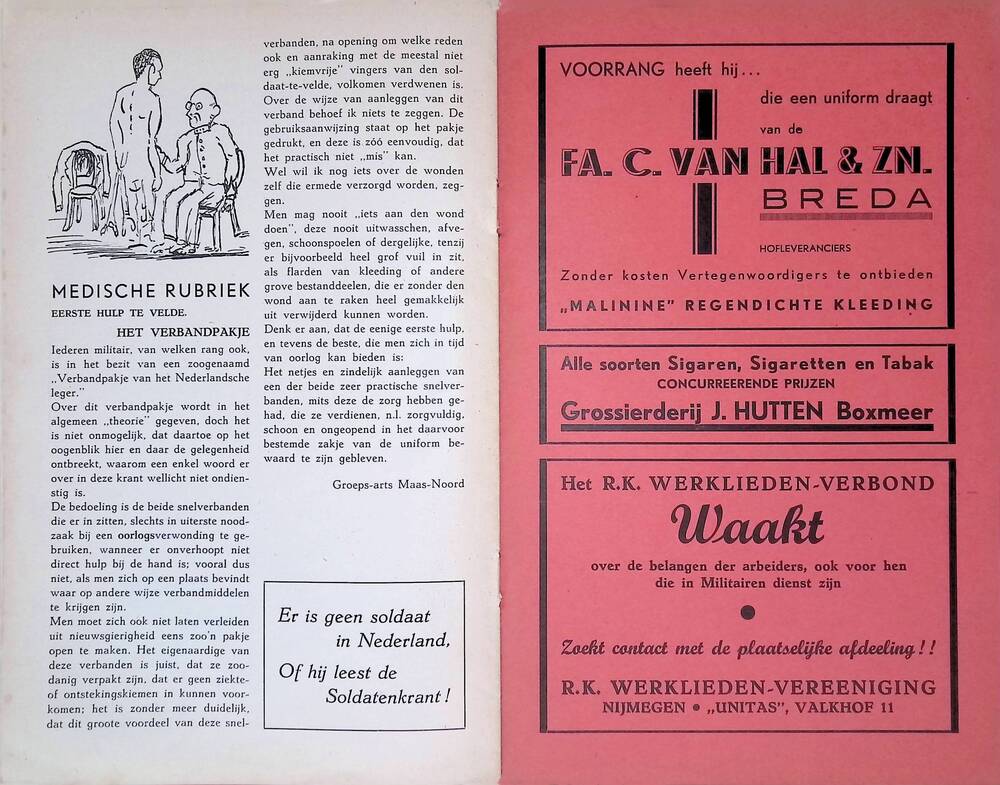 MEDISCHE RUBRIEK
EERSTE HULP TE VELDE.
HET VERBANDPAKJE
Iederen militair, van welken rang ook,
is in het bezit van een zoogenaamd
„Verbandpakje van het Nederlandsche
leger."
Over dit verbandpakje wordt in het
algemeen „theorie" gegeven, doch het
is niet onmogelijk, dat daartoe op het
oogenblik hier en daar de gelegenheid
ontbreekt, waarom een enkel woord er
over in deze krant wellicht niet ondien-
stig is.
De bedoeling is de beide snelverbanden
die er in zitten, slechts in uiterste nood-
zaak bij een oorlogsverwonding te ge-
bruiken, wanneer er onverhoopt niet
direct hulp bij de hand is; vooral dus
niet, als men zich op een plaats bevindt
waar op andere wijze verbandmiddelen
te krijgen zijn.
Men moet zich ook niet laten verleiden
uit nieuwsgierigheid eens zoo'n pakje
open te maken. Het eigenaardige van
deze verbanden is juist, dat ze zoo-
danig verpakt zijn, dat er geen ziekte-
of ontstekingskiemen in kunnen voor-
komen; het is zonder meer duidelijk,
dat dit groote voordeel van deze snel-
verbanden, na opening om welke reden
ook en aanraking met de meestal niet
erg „kiemvrije" vingers van den sol-
daat-te-velde, volkomen verdwenen is.
Over de wijze van aanleggen van dit
verband behoef ik niets te zeggen. De
gebruiksaanwijzing staat op het pakje
gedrukt, en deze is zóó eenvoudig, dat
het practisch niet „mis" kan.
Wel wil ik nog iets over de wonden
zelf die ermede verzorgd worden, zeg-
gen.
Men mag nooit „iets aan den wond
doen", deze nooit uitwasschen, afve-
gen, schoonspoelen of dergelijke, tenzij
er bijvoorbeeld heel grof vuil in zit,
als flarden van kleeding of andere
grove bestanddeelen, die er zonder den
wond aan te raken heel gemakkelijk
uit verwijderd kunnen worden.
Denk er aan, dat de eenige eerste hulp,
en tevens de beste, die men zich in tijd
van oorlog kan bieden is:
Het netjes en zindelijk aanleggen van
een der beide zeer practische snelver-
banden, mits deze de zorg hebben ge-
had, die ze verdienen, n.l. zorgvuldig,
schoon en ongeopend in het daarvoor
bestemde zakje van de uniform be-
waard te zijn gebleven.
Groeps-arts Maas-Noord
Er is geen soldaat
in Nederland,
Of hij leest de
Soldatenkrant!
VOORRANG heeft hij...
die een uniform draagt
van de
FA. C. VAN HAL & ZN.
BREDA
HOFLEVERANCIERS
Zonder kosten Vertegenwoordigers te ontbieden
„MALININE" REGENDICHTE KLEEDING
Alle soorten Sigaren, Sigaretten en Tabak
CONCURREERENDE PRIJZEN
Grossierderij J. HUTTEN Boxmeer
Het R.K. WERKLIEDEN-VERBOND
Waakt
over de belangen der arbeiders, ook voor hen
die in Militairen dienst zijn
Zoekt contact met de plaatselijke afdeeling!!
R.K. WERKLIEDEN-VEREENIGING
NIJMEGEN • „UNITAS", VALKHOF 11